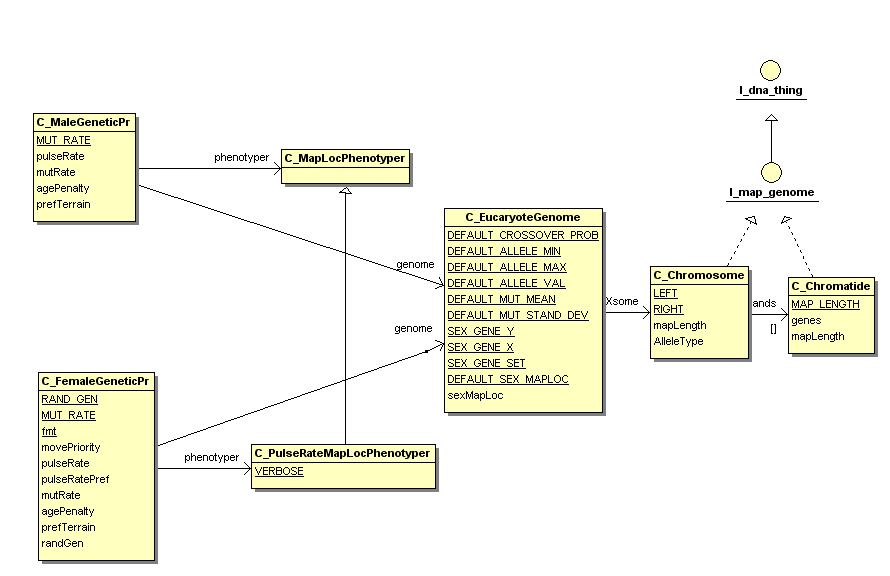 I_dna_thing
I_map_genome
C_MaleGeneticPr
MUT_RATE
pulseRate
mutRate
agePenalty
prefTerrain
phenotyper
C_MapLocPhenotyper
genome
genome
C_EucaryoteGenome
DEFAULT_CROSSOVER_PROB
DEFAULT_ALLELE_MIN
DEFAULT_ALLELE_MAX
DEFAULT_ALLELE_VAL
DEFAULT_MUT_MEAN
DEFAULT_MUT_STAND_DEV
SEX_GENE_Y
SEX_GENE_X
SEX_GENE_SET
DEFAULT_SEX_MAPLOC
sexMapLoc
Xsome
C_Chromosome
LEFT
RIGHT
mapLength
AlleleType
ands
[]
C_Chromatide
MAP_LENGTH
genes
mapLength
C_FemaleGeneticPr
RAND_GEN
MUT_RATE
fmt
movePriority
pulseRate
pulseRatePref
mutRate
agePenalty
prefTerrain
randGen
phenotyper
C_PulseRateMapLocPhenotyper
VERBOSE